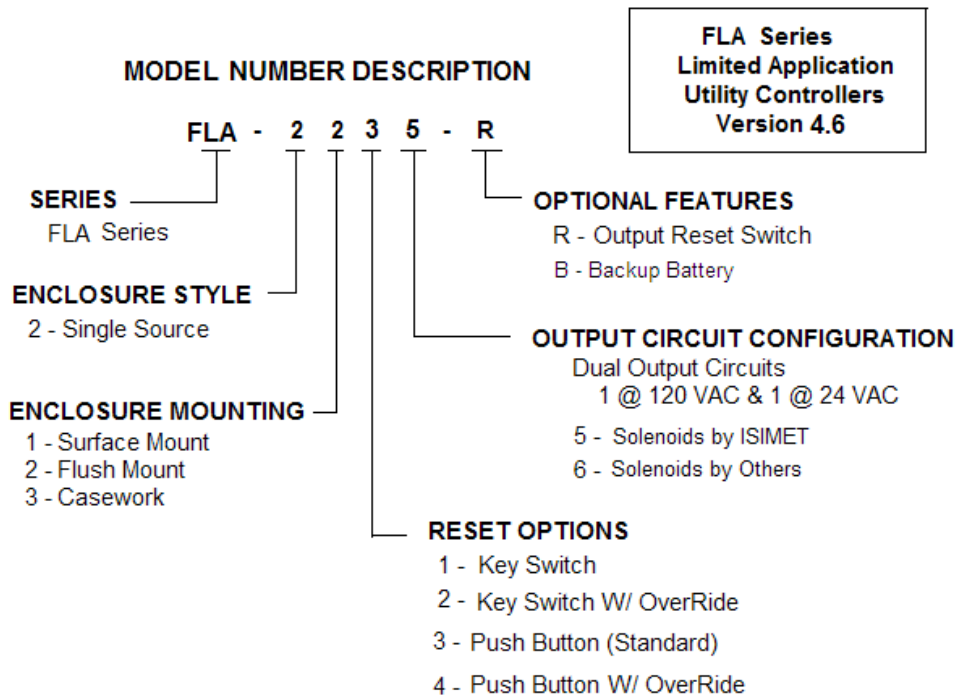 FLA Series
Limited Application
Utility Controllers
Version 4.6
MODEL NUMBER DESCRIPTION
FLA - 2 2 3 5 - R
SERIES
FLA Series
ENCLOSURE STYLE
2 - Single Source
ENCLOSURE MOUNTING
1 - Surface Mount
2 - Flush Mount
3 - Casework
OPTIONAL FEATURES
R - Output Reset Switch
B - Backup Battery
OUTPUT CIRCUIT CONFIGURATION
Dual Output Circuits
1 @ 120 VAC & 1 @ 24 VAC
5 - Solenoids by ISIMET
6 - Solenoids by Others
RESET OPTIONS
1 - Key Switch
2 - Key Switch W/ OverRide
3 - Push Button (Standard)
4 - Push Button W/ OverRide